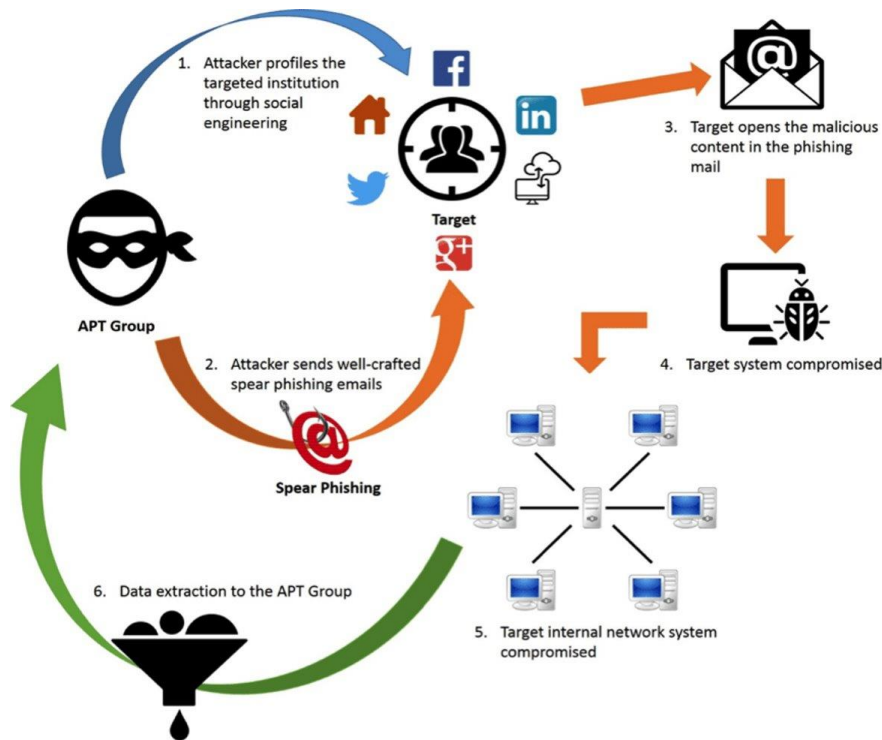 1. Attacker profiles the
targeted institution
through social
engineering
f
in
Target
g+
@
3. Target opens the malicious
content in the phishing
mail
APT Group
2. Attacker sends well-crafted
spear phishing emails
@
Spear Phishing
4. Target system compromised
5. Target internal network system
compromised
6. Data extraction to the APT Group